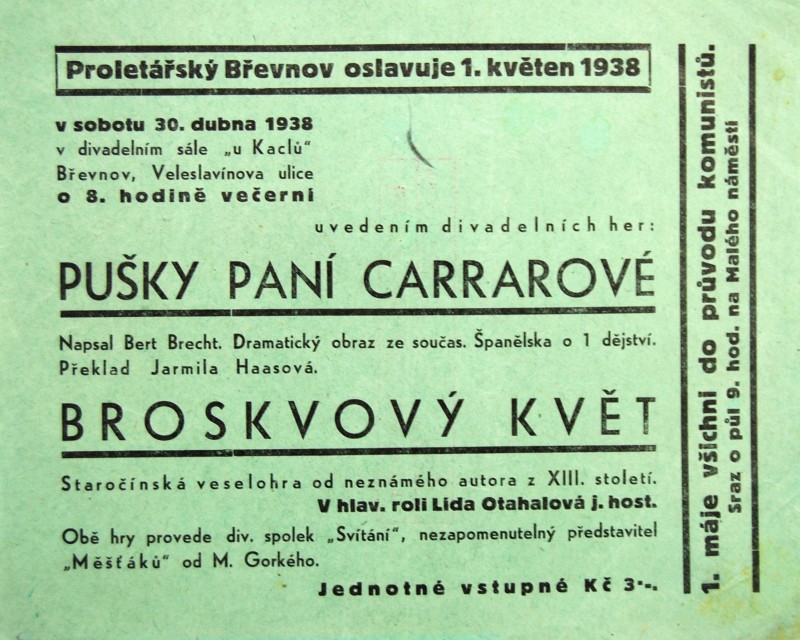 Proletářský Břevnov oslavuje 1. květen 1938
v sobotu 30. dubna 1938
v divadelním sále „u Kaclů“
Břevnov, Veleslavínova ulice
o 8. hodině večerní
uvedením divadelních her:
PUŠKY PANÍ CARRAROVÉ
Napsal Bert Brecht. Dramatický obraz ze součas. Španělska o 1 dějství.
Překlad Jarmila Haasová.
BROSKVOVÝ KVĚT
Staročínská veselohra od neznámého autora z XIII. století.
V hlav. roli Lída Otahalová j. host.
Obě hry provede div. spolek „Svítání“, nezapomenutelný představitel
„Měšťáků“ od M. Gorkého.
Jednotné vstupné Kč 3·-.
1. máje všichni do průvodu komunistů.
Sraz o půl 9. hod. na Malého náměstí